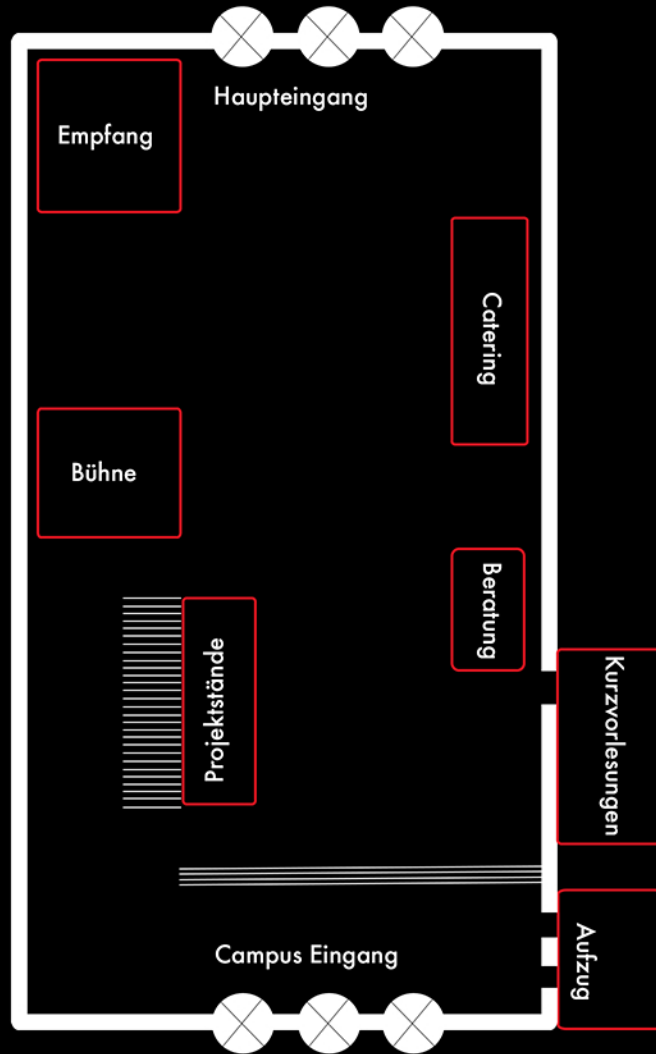 Haupteingang
Empfang
Catering
Bühne
Beratung
Projektstände
Kurzvorlesungen
Campus Eingang
Aufzug